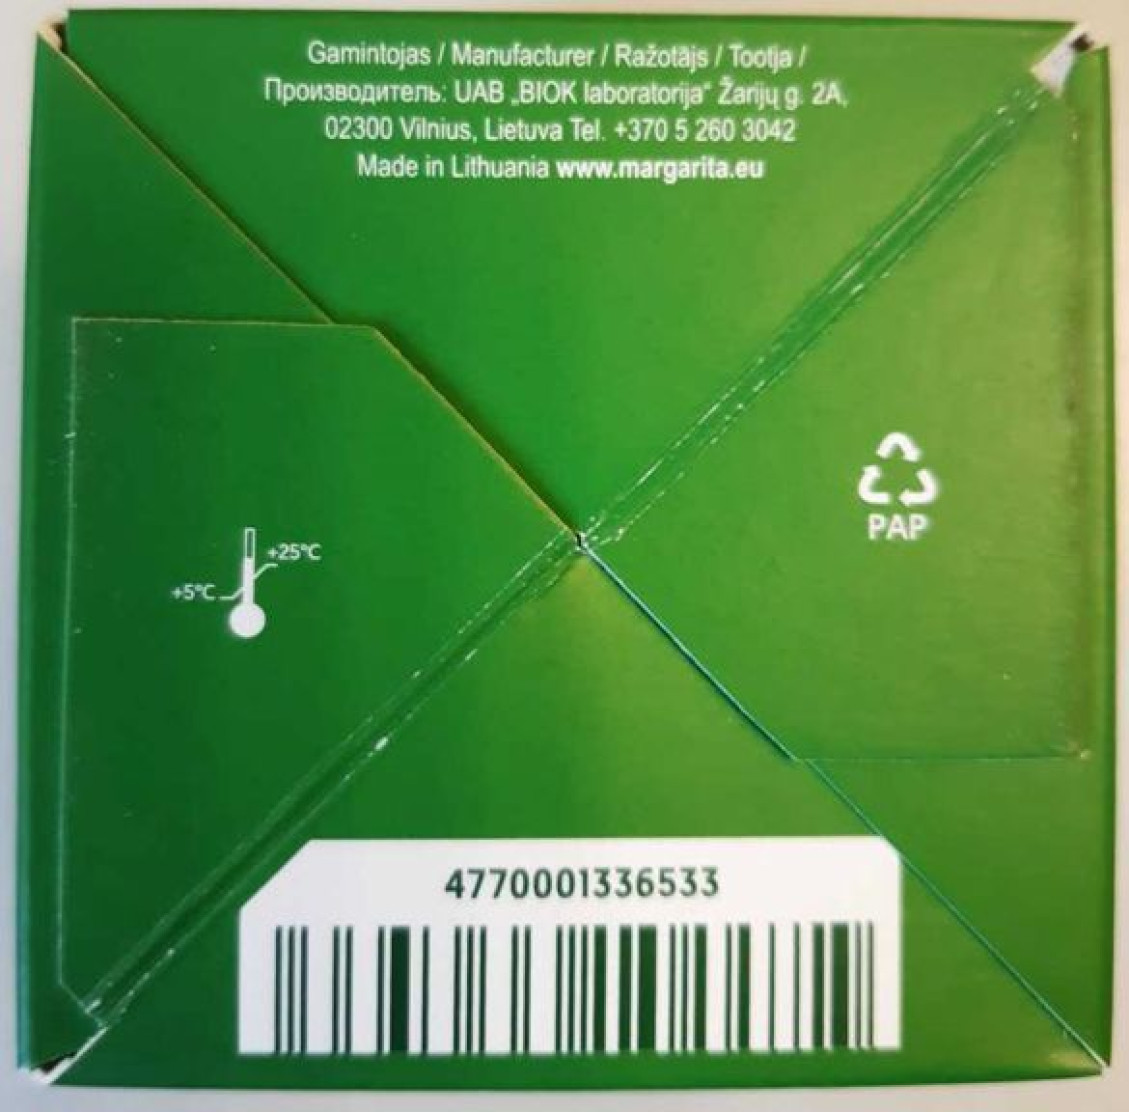 Gamintojas / Manufacturer / Ražotājs / Tootja /
Производитель: UAB „BIOK laboratorija“ Žarijų g. 2A,
02300 Vilnius, Lietuva Tel. +370 5 260 3042
Made in Lithuania www.margarita.eu
+25°C
+5°C
PAP
4770001336533